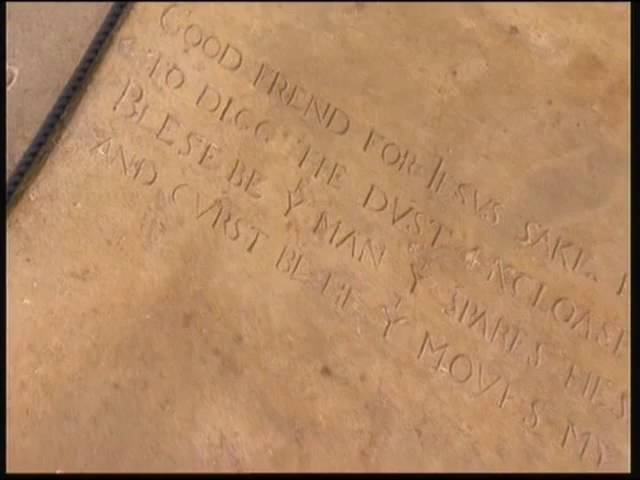 GOOD FREND FOR IESVS SAKE
TO DIGG THE DVST ENCLOASE
BLESE BE Yͤ MAN Yͭ SPARES HES
AND CVRST BE HE Yͭ MOVES MY